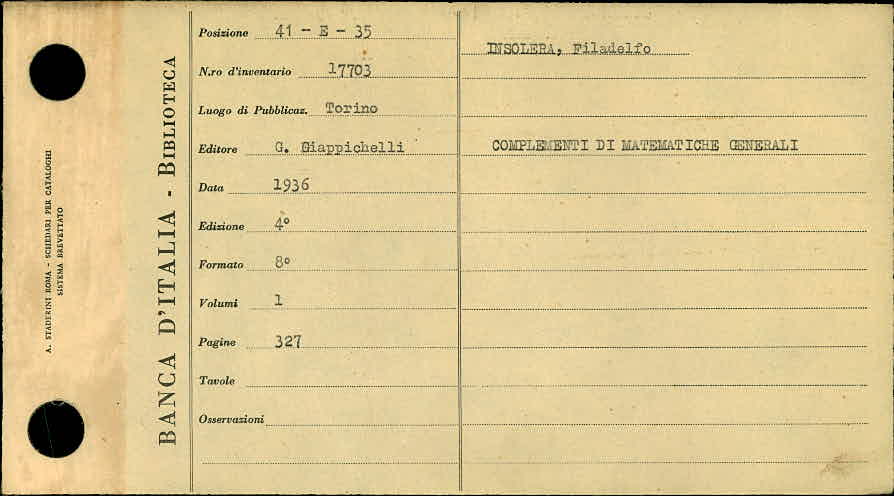 A. STADERINI ROMA - SCHEDARI PER CATALOGHI
SISTEMA BREVETTATO
BANCA D'ITALIA - BIBLIOTECA
Posizione 41 - E - 35
N.ro d'inventario 17703
Luogo di Pubblicaz. Torino
Editore G. Giappichelli
Data 1936
Edizione 4°
Formato 8°
Volumi 1
Pagine 327
Tavole
Osservazioni
INSOLERA, Filadelfo
COMPLEMENTI DI MATEMATICHE GENERALI